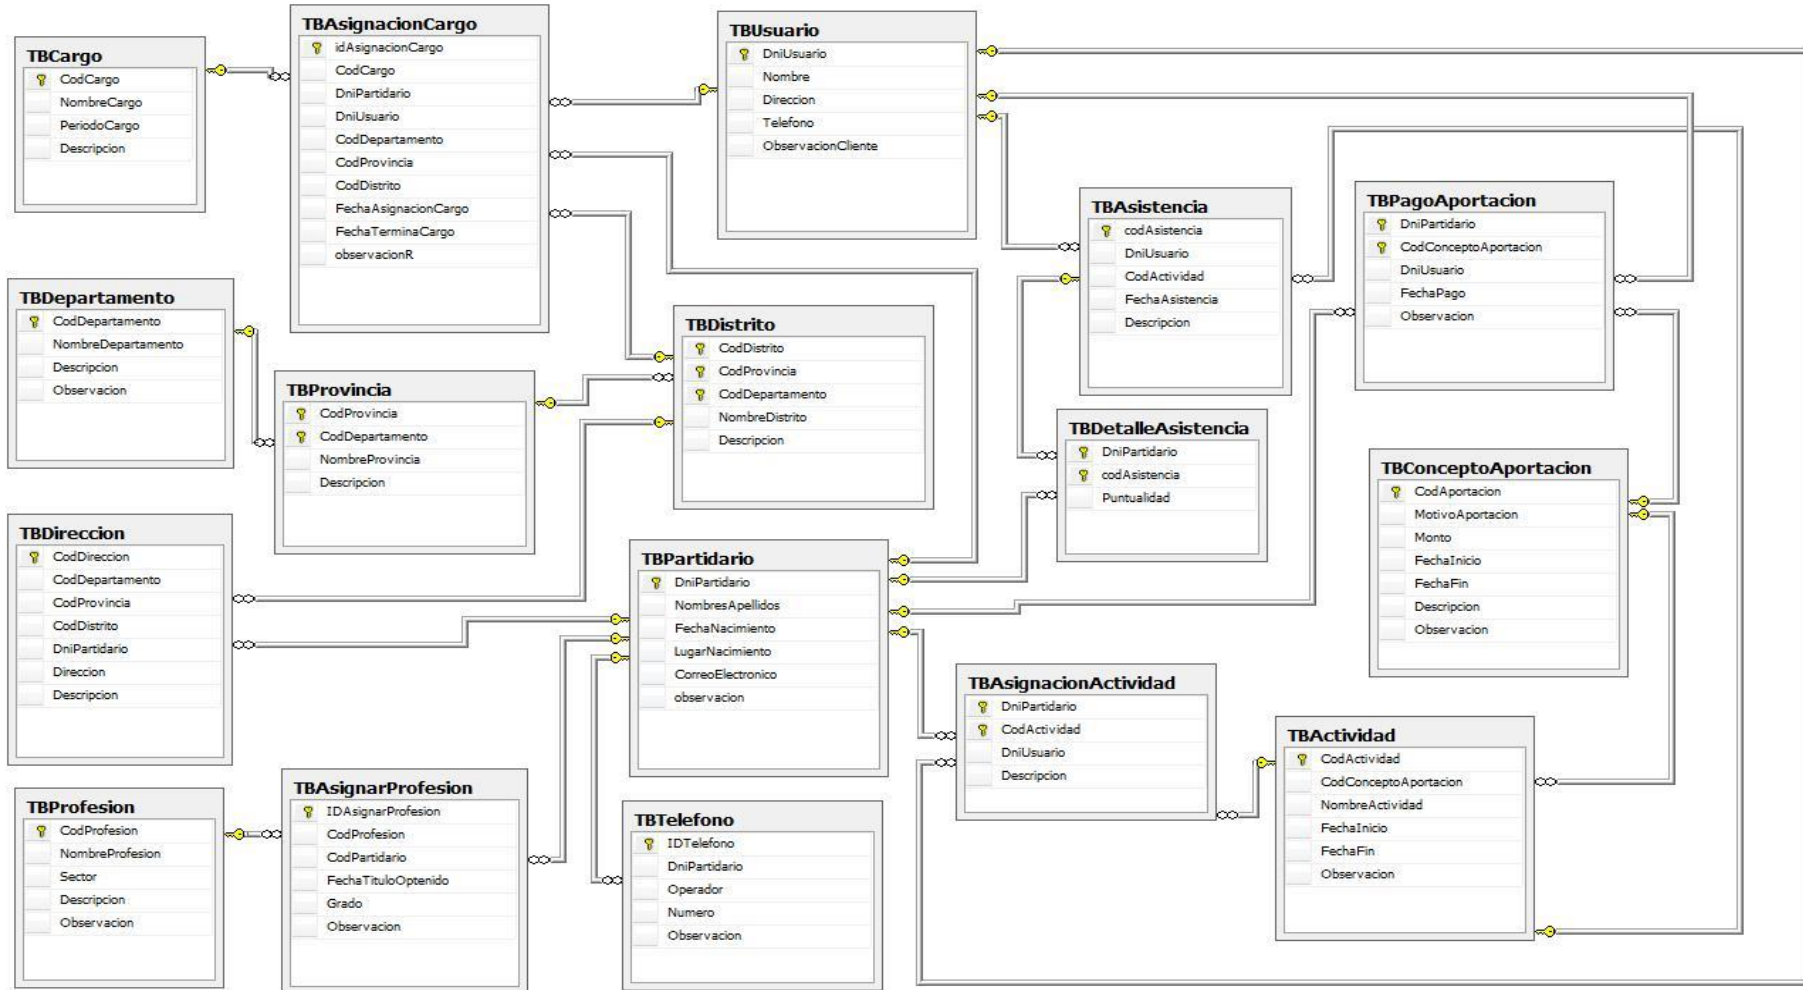 TBCargo
CodCargo
NombreCargo
PeriodoCargo
Descripcion
TBAsignacionCargo
idAsignacionCargo
CodCargo
DniPartidario
DniUsuario
CodDepartamento
CodProvincia
CodDistrito
FechaAsignacionCargo
FechaTerminaCargo
observacionR
TBUsuario
DniUsuario
Nombre
Direccion
Telefono
ObservacionCliente
TBAsistencia
codAsistencia
DniUsuario
CodActividad
FechaAsistencia
Descripcion
TBPagoAportacion
DniPartidario
CodConceptoAportacion
DniUsuario
FechaPago
Observacion
TBDepartamento
CodDepartamento
NombreDepartamento
Descripcion
Observacion
TBProvincia
CodProvincia
CodDepartamento
NombreProvincia
Descripcion
TBDistrito
CodDistrito
CodProvincia
CodDepartamento
NombreDistrito
Descripcion
TBDetalleAsistencia
DniPartidario
codAsistencia
Puntualidad
TBConceptoAportacion
CodAportacion
MotivoAportacion
Monto
FechaInicio
FechaFin
Descripcion
Observacion
TBDireccion
CodDireccion
CodDepartamento
CodProvincia
CodDistrito
DniPartidario
Direccion
Descripcion
TBPartidario
DniPartidario
NombresApellidos
FechaNacimiento
LugarNacimiento
CorreoElectronico
observacion
TBAsignacionActividad
DniPartidario
CodActividad
DniUsuario
Descripcion
TBActividad
CodActividad
CodConceptoAportacion
NombreActividad
FechaInicio
FechaFin
Observacion
TBProfesion
CodProfesion
NombreProfesion
Sector
Descripcion
Observacion
TBAsignarProfesion
IDAsignarProfesion
CodProfesion
CodPartidario
FechaTituloOptenido
Grado
Observacion
TBTelefono
IDTelefono
DniPartidario
Operador
Numero
Observacion